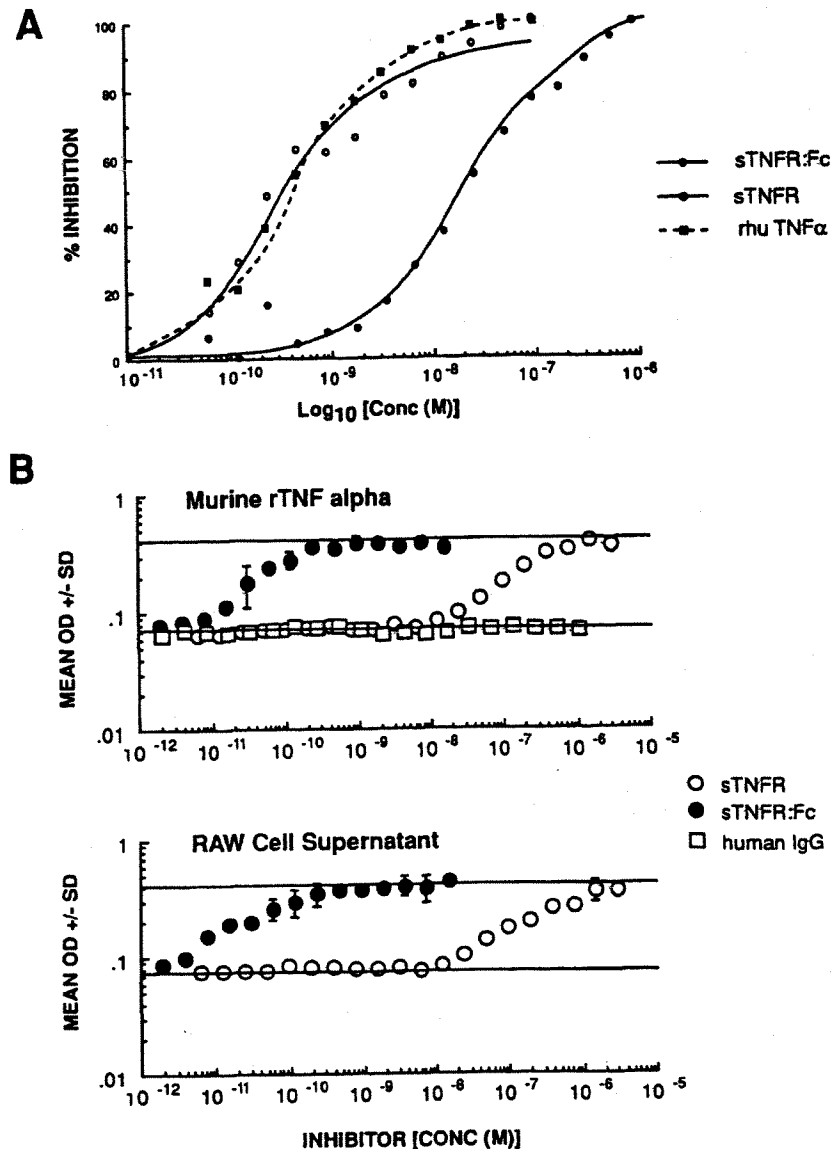 A
% INHIBITION
100
80
60
40
20
0
10-11
10-10
10-9
10-8
10-7
10-6
Log10 [Conc (M)]
sTNFR:Fc
sTNFR
rhu TNFα
B
Murine rTNF alpha
MEAN OD +/- SD
1
.1
.01
10-12
10-11
10-10
10-9
10-8
10-7
10-6
10-5
sTNFR
sTNFR:Fc
human IgG
RAW Cell Supernatant
MEAN OD +/- SD
1
.1
.01
10-12
10-11
10-10
10-9
10-8
10-7
10-6
10-5
INHIBITOR [CONC (M)]